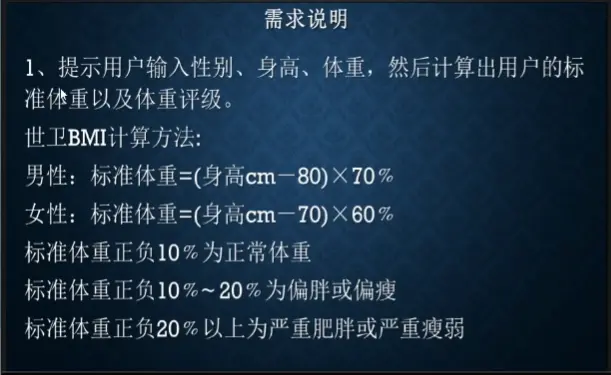 需求说明
1、提示用户输入性别、身高、体重，然后计算出用户的标
准体重以及体重评级。
世卫BMI计算方法:
男性：标准体重=(身高cm－80)×70％
女性：标准体重=(身高cm－70)×60％
标准体重正负10％为正常体重
标准体重正负10％~20％为偏胖或偏瘦
标准体重正负20％以上为严重肥胖或严重瘦弱